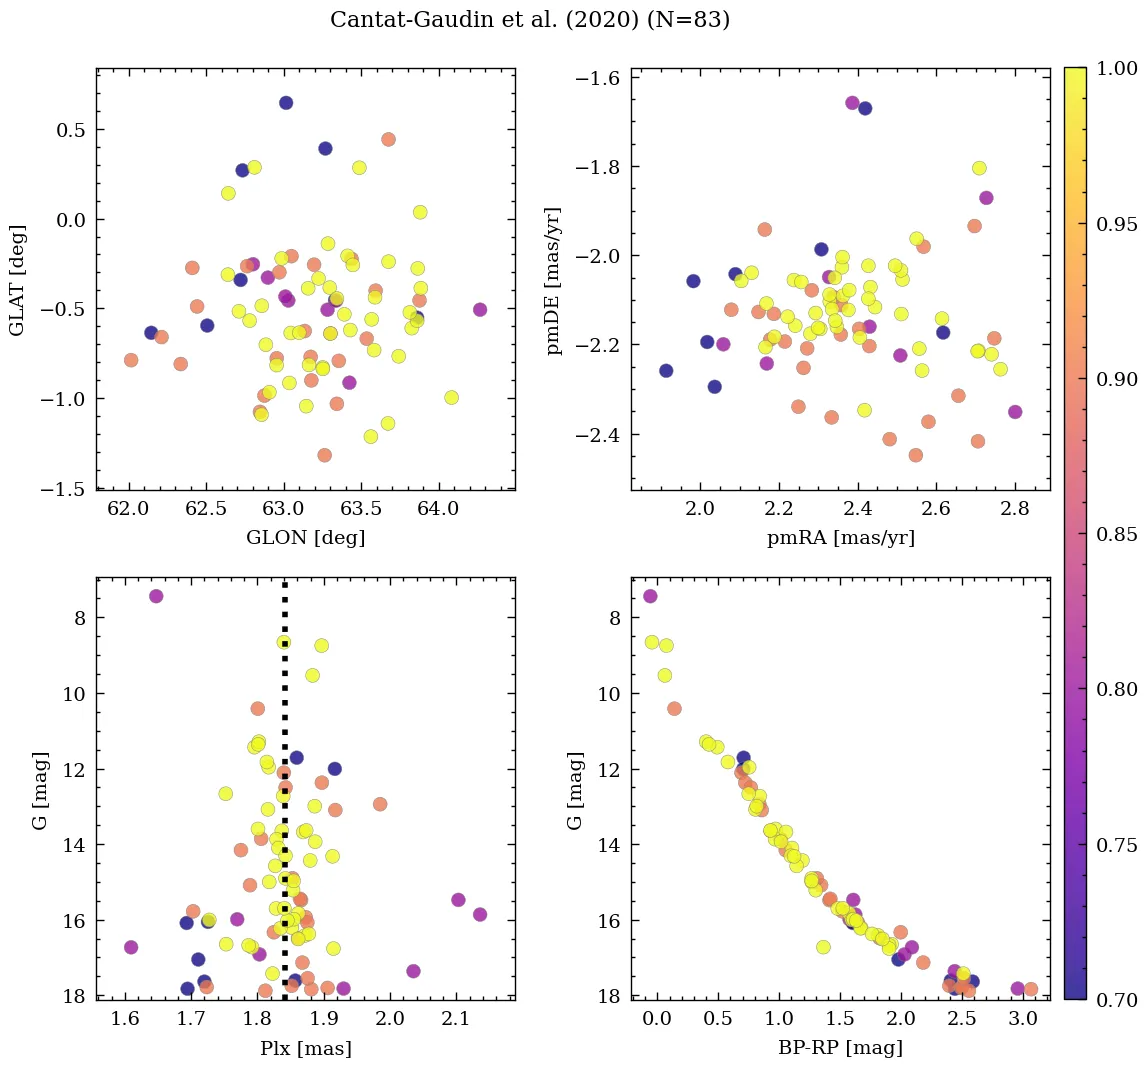 Cantat-Gaudin et al. (2020) (N=83)
0.5
0.0
−0.5
−1.0
−1.5
GLAT [deg]
62.0 62.5 63.0 63.5 64.0
GLON [deg]
−1.6
−1.8
−2.0
−2.2
−2.4
pmDE [mas/yr]
2.0 2.2 2.4 2.6 2.8
pmRA [mas/yr]
8
10
12
14
16
18
G [mag]
1.6 1.7 1.8 1.9 2.0 2.1
Plx [mas]
8
10
12
14
16
18
G [mag]
0.0 0.5 1.0 1.5 2.0 2.5 3.0
BP-RP [mag]
1.00
0.95
0.90
0.85
0.80
0.75
0.70